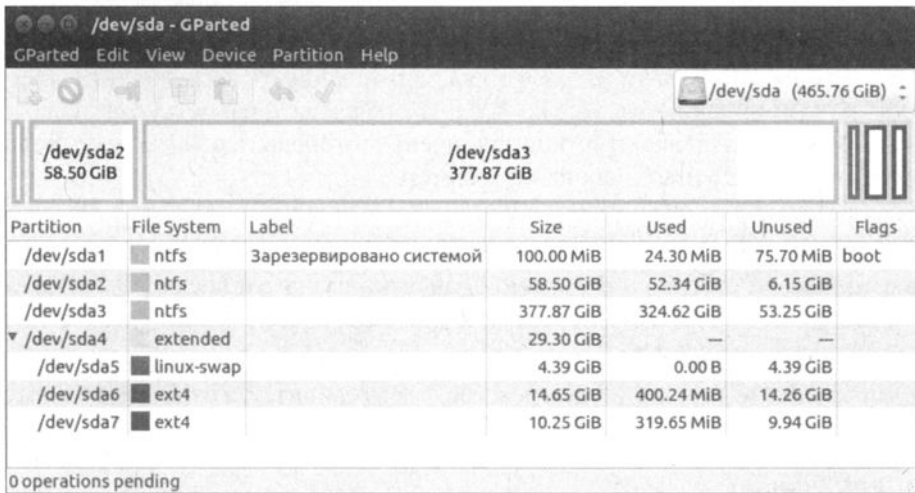 /dev/sda - GParted
GParted Edit View Device Partition Help
/dev/sda (465.76 GiB)
/dev/sda2
58.50 GiB
/dev/sda3
377.87 GiB
Partition File System Label Size Used Unused Flags
/dev/sda1 ntfs Зарезервировано системой 100.00 MiB 24.30 MiB 75.70 MiB boot
/dev/sda2 ntfs 58.50 GiB 52.34 GiB 6.15 GiB
/dev/sda3 ntfs 377.87 GiB 324.62 GiB 53.25 GiB
/dev/sda4 extended 29.30 GiB — —
/dev/sda5 linux-swap 4.39 GiB 0.00 B 4.39 GiB
/dev/sda6 ext4 14.65 GiB 400.24 MiB 14.26 GiB
/dev/sda7 ext4 10.25 GiB 319.65 MiB 9.94 GiB
0 operations pending